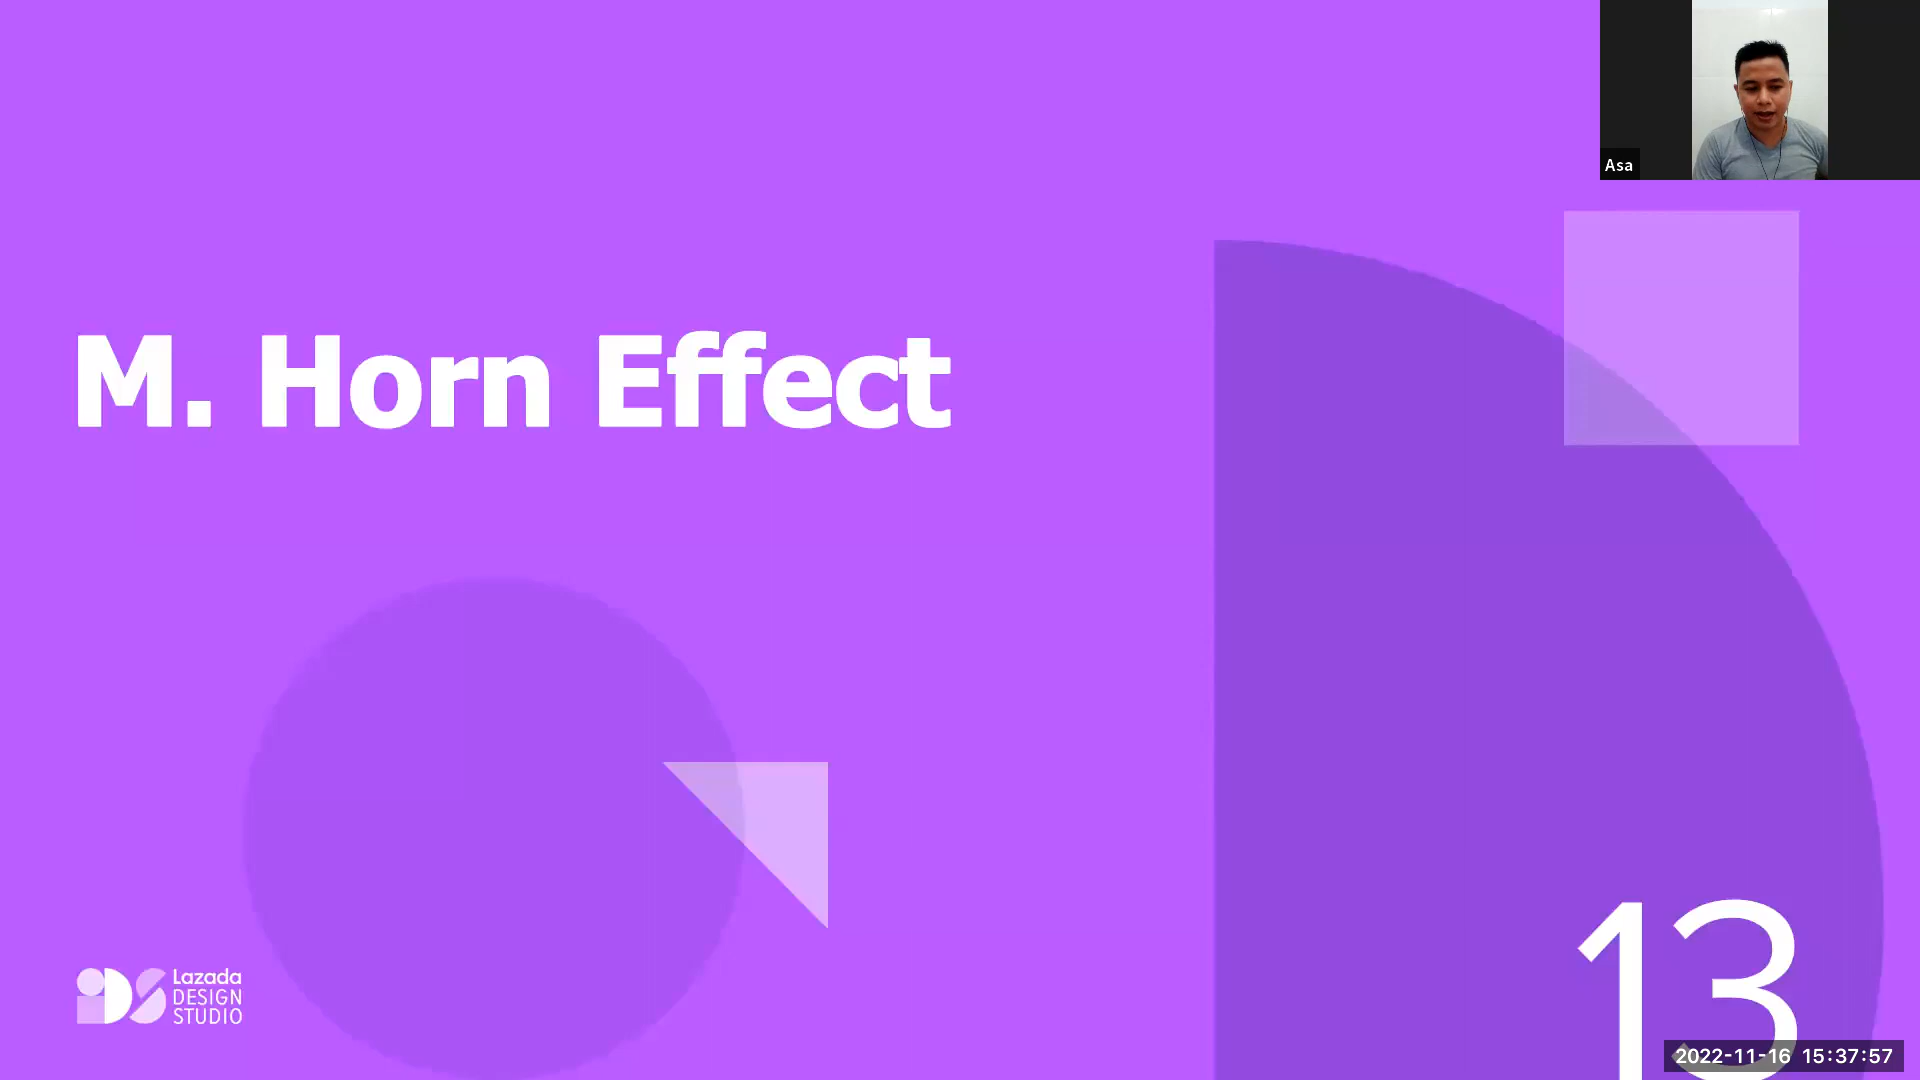 Asa
M. Horn Effect
Lazada
DESIGN
STUDIO
13
2022-11-16 15:37:57